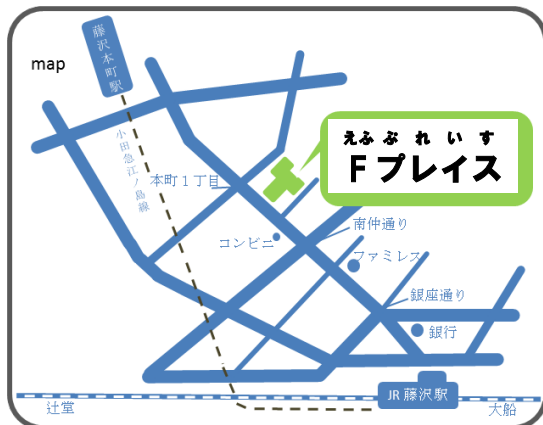 map
藤沢本町駅
小田急江ノ島線
えふぷれいす
Fプレイス
本町1丁目
南仲通り
コンビニ
ファミレス
銀座通り
銀行
JR 藤沢駅
辻堂
大船